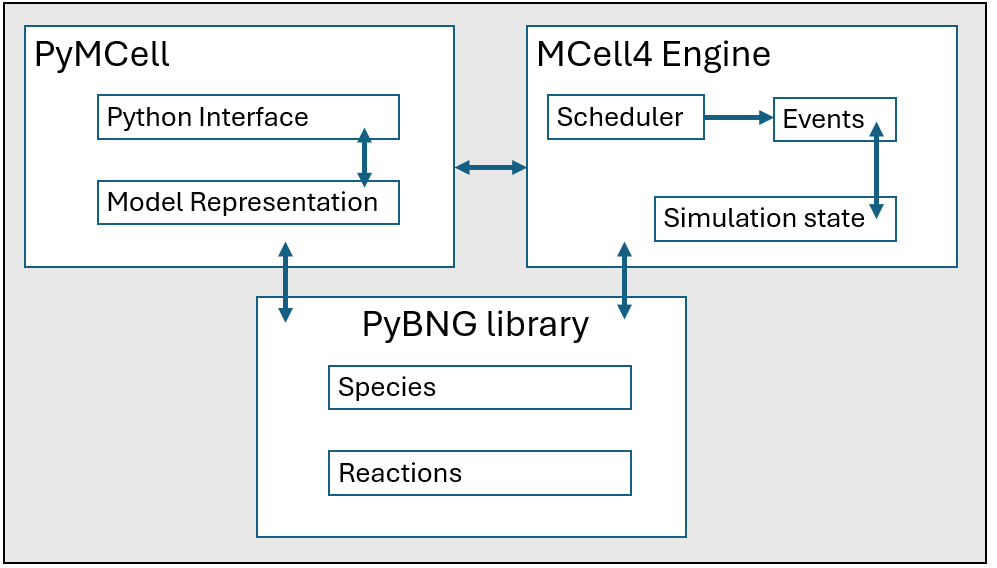 PyMCell
Python Interface
Model Representation
MCell4 Engine
Scheduler
Events
Simulation state
PyBNG library
Species
Reactions